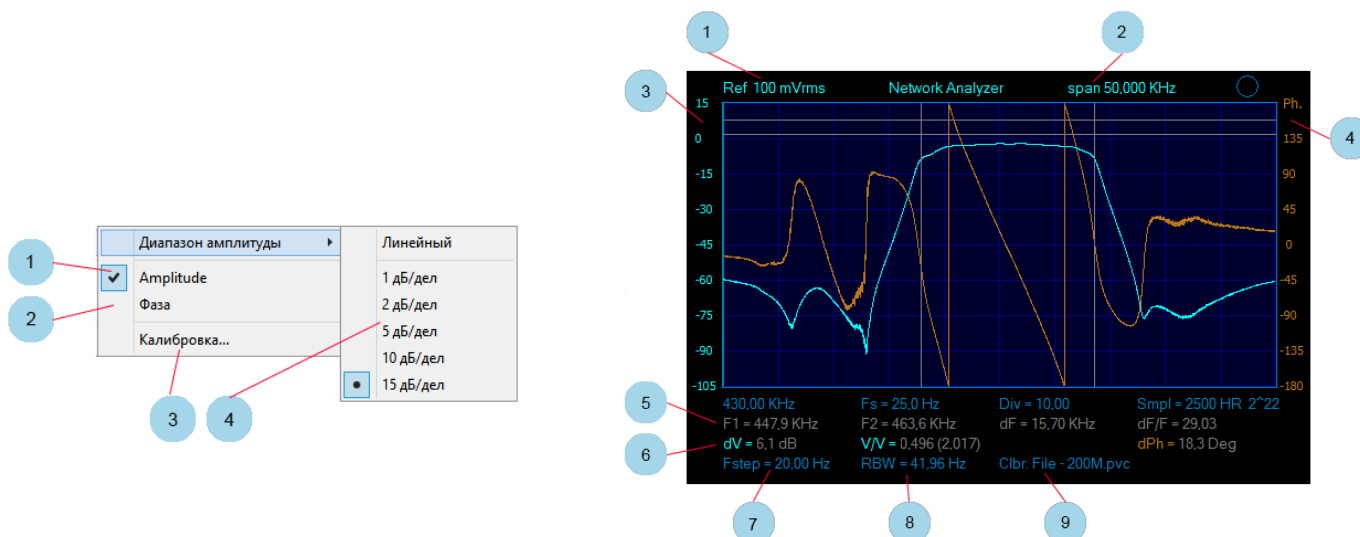 Диапазон амплитуды
Amplitude
Фаза
Калибровка...
Линейный
1 дБ/дел
2 дБ/дел
5 дБ/дел
10 дБ/дел
15 дБ/дел
1
2
3
4
1
2
3
4
5
6
7
8
9
Ref 100 mVrms Network Analyzer span 50,000 KHz
15 Ph.
0 135
-15 90
-30 45
-45 0
-60 -45
-75 -90
-90 -135
-105 -180
430,00 KHz Fs = 25,0 Hz Div = 10,00 Smpl = 2500 HR 2^22
F1 = 447,9 KHz F2 = 463,6 KHz dF = 15,70 KHz dF/F = 29,03
dV = 6,1 dB V/V = 0,496 (2,017) dPh = 18,3 Deg
Fstep = 20,00 Hz RBW = 41,96 Hz Clbr. File - 200M.pvc